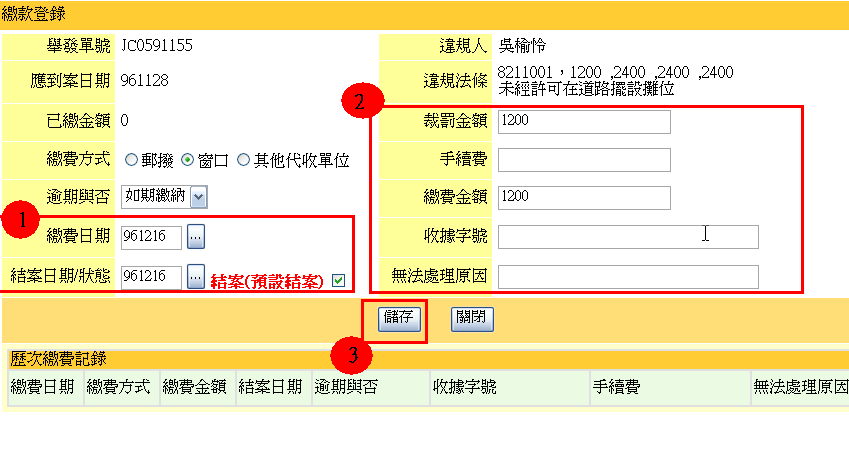 繳款登錄
舉發單號 JC0591155 違規人 吳榆怜
應到案日期 961128 違規法條 8211001，1200 ,2400 ,2400 ,2400
未經許可在道路擺設攤位
2
已繳金額 0 裁罰金額 1200
繳費方式 郵撥 窗口 其他代收單位 手續費
逾期與否 如期繳納 繳費金額 1200
1
繳費日期 961216 ... 收據字號
結案日期/狀態 961216 ... 結案(預設結案) 無法處理原因
儲存 關閉
3
歷次繳費記錄
繳費日期 繳費方式 繳費金額 結案日期 逾期與否 收據字號 手續費 無法處理原因